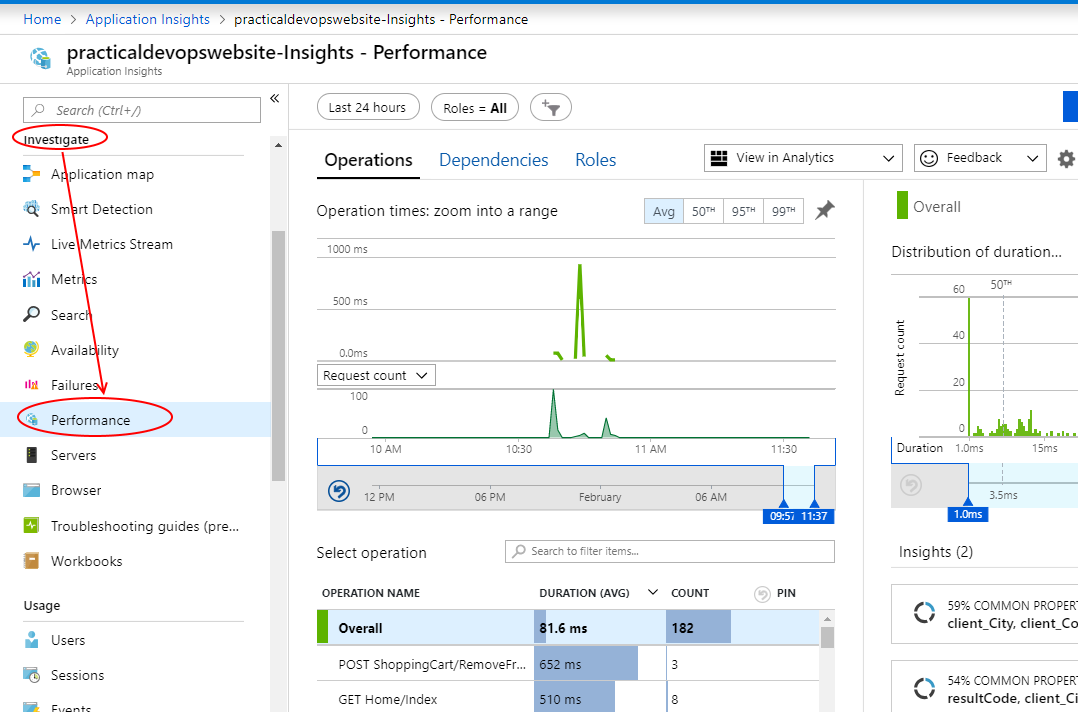 Home > Application Insights > practicaldevopswebsite-Insights - Performance
practicaldevopswebsite-Insights - Performance
Application Insights
Search (Ctrl+/)
«
Investigate
Application map
Smart Detection
Live Metrics Stream
Metrics
Search
Availability
Failures
Performance
Servers
Browser
Troubleshooting guides (pre...
Workbooks
Usage
Users
Sessions
Events
Last 24 hours
Roles = All
Operations Dependencies Roles
View in Analytics
Feedback
Operation times: zoom into a range
Avg 50TH 95TH 99TH
1000 ms
500 ms
0.0ms
Request count
100
0
10 AM 10:30 11 AM 11:30
12 PM 06 PM February 06 AM
09:57 11:37
Select operation
Search to filter items...
OPERATION NAME DURATION (AVG) COUNT PIN
Overall 81.6 ms 182
POST ShoppingCart/RemoveFr... 652 ms 3
GET Home/Index 510 ms 8
Overall
Distribution of duration...
50TH
Request count
60
40
20
0
Duration 1.0ms 15ms
3.5ms
1.0ms
Insights (2)
59% COMMON PROPERT
client_City, client_Co
54% COMMON PROPERT
resultCode, client_Ci